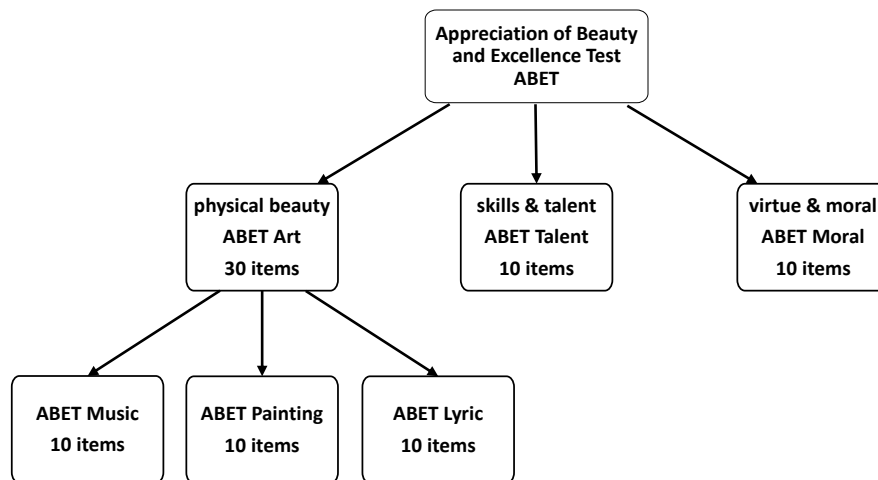 Appreciation of Beauty
and Excellence Test
ABET
physical beauty
ABET Art
30 items
skills & talent
ABET Talent
10 items
virtue & moral
ABET Moral
10 items
ABET Music
10 items
ABET Painting
10 items
ABET Lyric
10 items